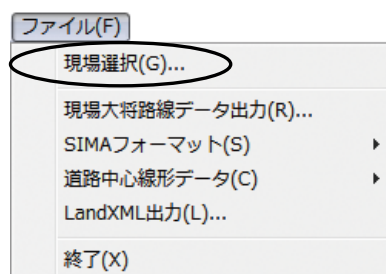 ファイル(F)
現場選択(G)...
現場大将路線データ出力(R)...
SIMAフォーマット(S)
道路中心線形データ(C)
LandXML出力(L)...
終了(X)